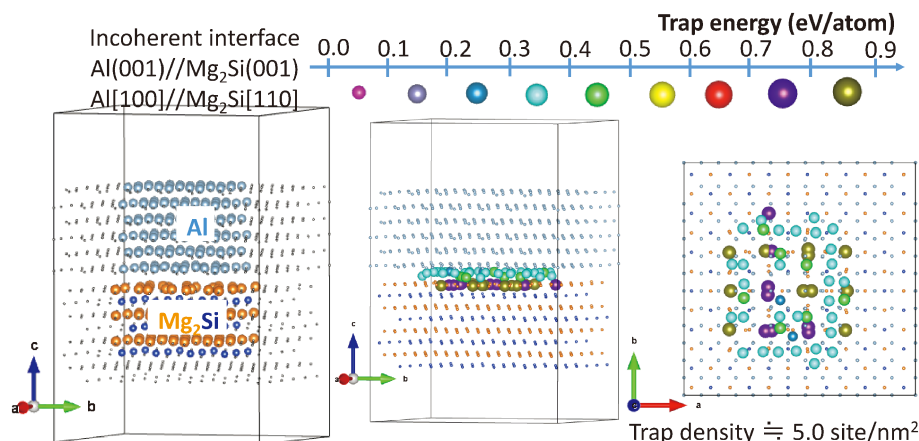 Trap energy (eV/atom)
Incoherent interface
Al(001)//Mg₂Si(001)
Al[100]//Mg₂Si[110]
0.0 0.1 0.2 0.3 0.4 0.5 0.6 0.7 0.8 0.9
Al
Mg₂Si
c
a b
c
a b
b
a
Trap density ≒ 5.0 site/nm²